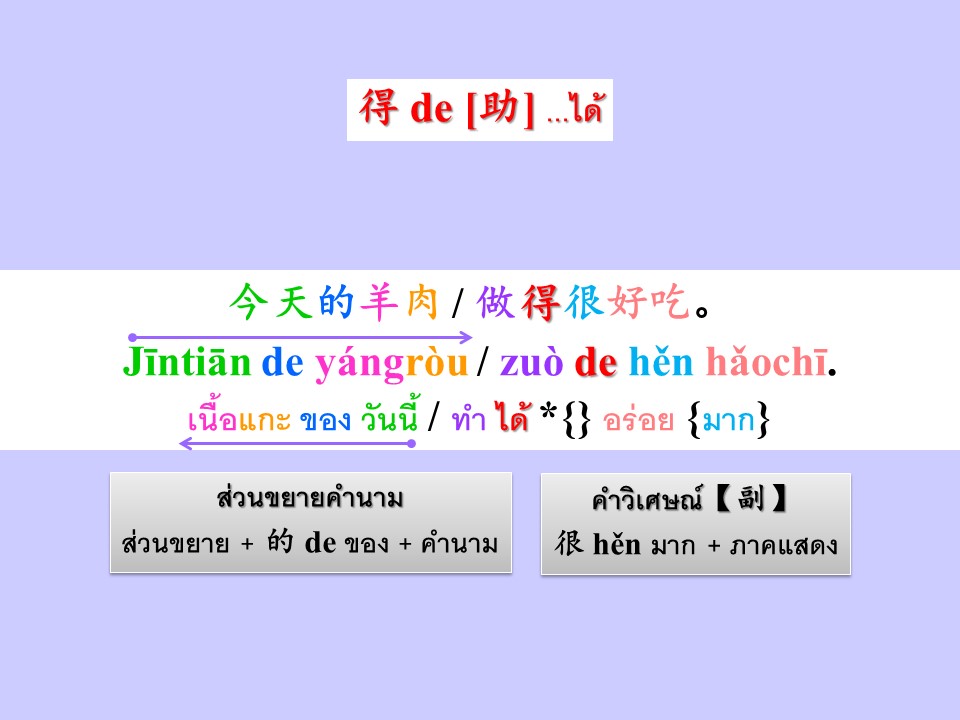 得 de [助] ...ได้
今天的羊肉 / 做得很好吃。
Jīntiān de yángròu / zuò de hěn hǎochī.
เนื้อแกะ ของ วันนี้ / ทำ ได้ *{} อร่อย {มาก}
ส่วนขยายคำนาม
ส่วนขยาย + 的 de ของ + คำนาม
คำวิเศษณ์【副】
很 hěn มาก + ภาคแสดง